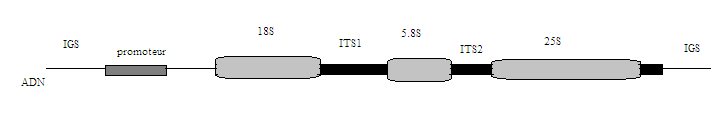 IGS
promoteur
18S
ITS1
5.8S
ITS2
25S
IGS
ADN